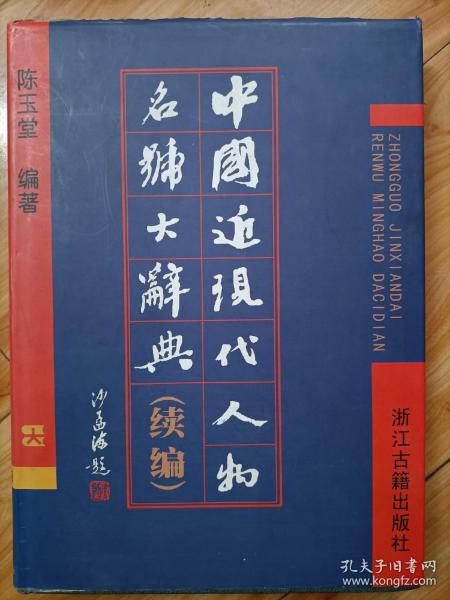 中國近現代人物
名號大辭典
(续编)
沙孟海题
陈玉堂 编著
ZHONGGUO JINXIANDAI
RENWU MINGHAO DACIDIAN
浙江古籍出版社
孔夫子旧书网
www.kongfz.com